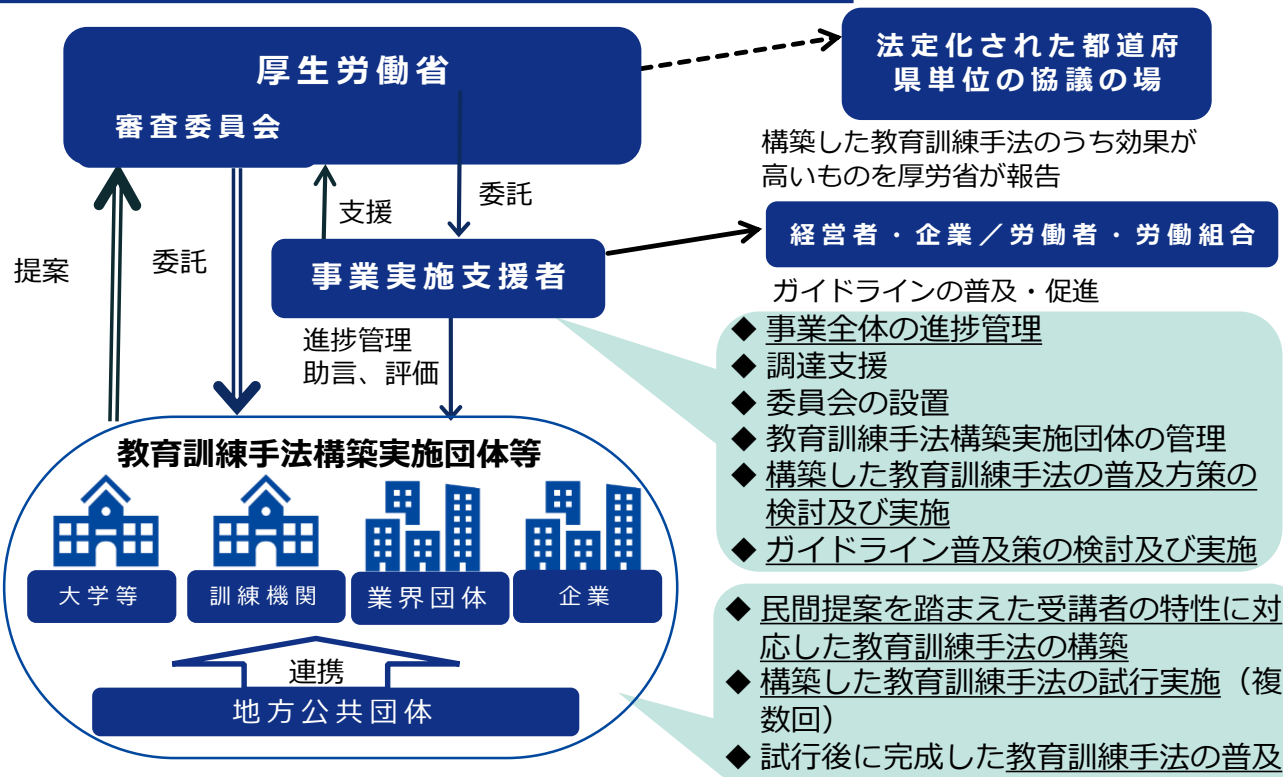 厚生労働省
審査委員会
法定化された都道府
県単位の協議の場
構築した教育訓練手法のうち効果が
高いものを厚労省が報告
提案
委託
支援
委託
事業実施支援者
経営者・企業／労働者・労働組合
ガイドラインの普及・促進
進捗管理
助言、評価
◆ 事業全体の進捗管理
◆ 調達支援
◆ 委員会の設置
◆ 教育訓練手法構築実施団体の管理
◆ 構築した教育訓練手法の普及方策の
検討及び実施
◆ ガイドライン普及策の検討及び実施
教育訓練手法構築実施団体等
大学等
訓練機関
業界団体
企業
連携
地方公共団体
◆ 民間提案を踏まえた受講者の特性に対
応した教育訓練手法の構築
◆ 構築した教育訓練手法の試行実施（複
数回）
◆ 試行後に完成した教育訓練手法の普及